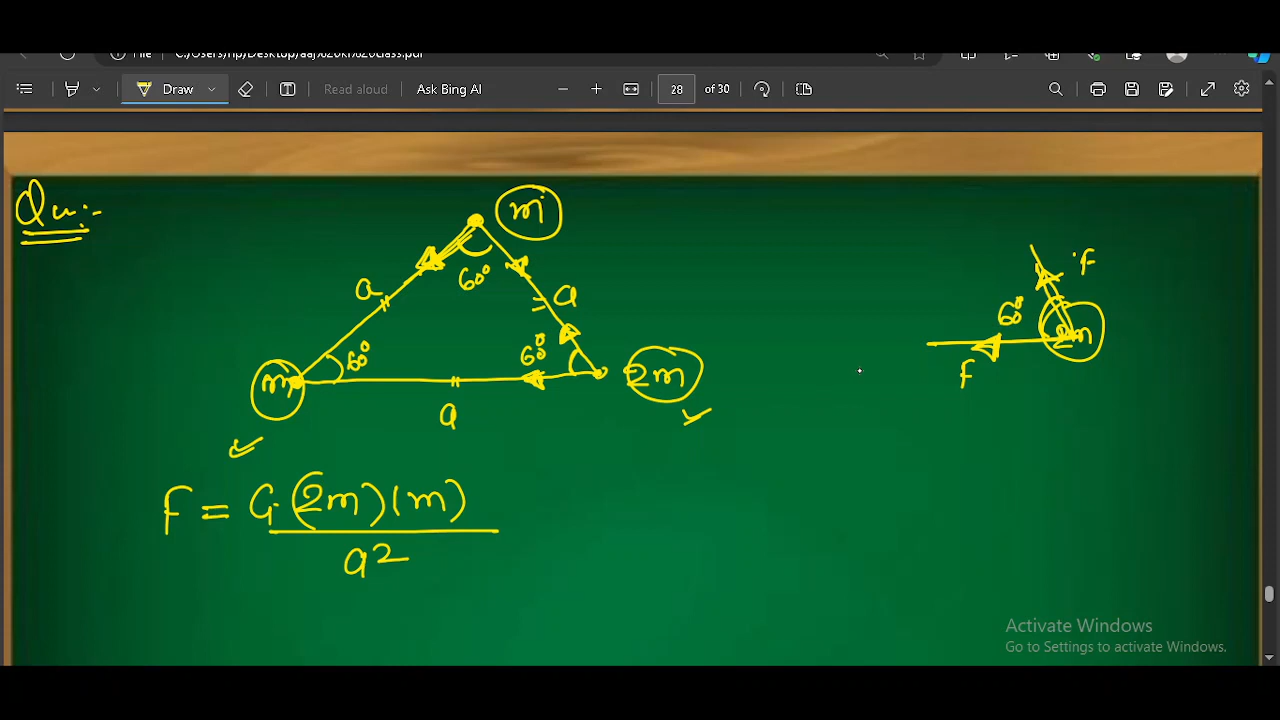 File C:/Users/hp/Desktop/aaj%20ki%20class.pdf
Draw Read aloud Ask Bing AI 28 of 30
Qu:-
m
a 60° a
60° 60°
m 2m
a
F
60°
2m
F
F = G (2m)(m)
a2
Activate Windows
Go to Settings to activate Windows.